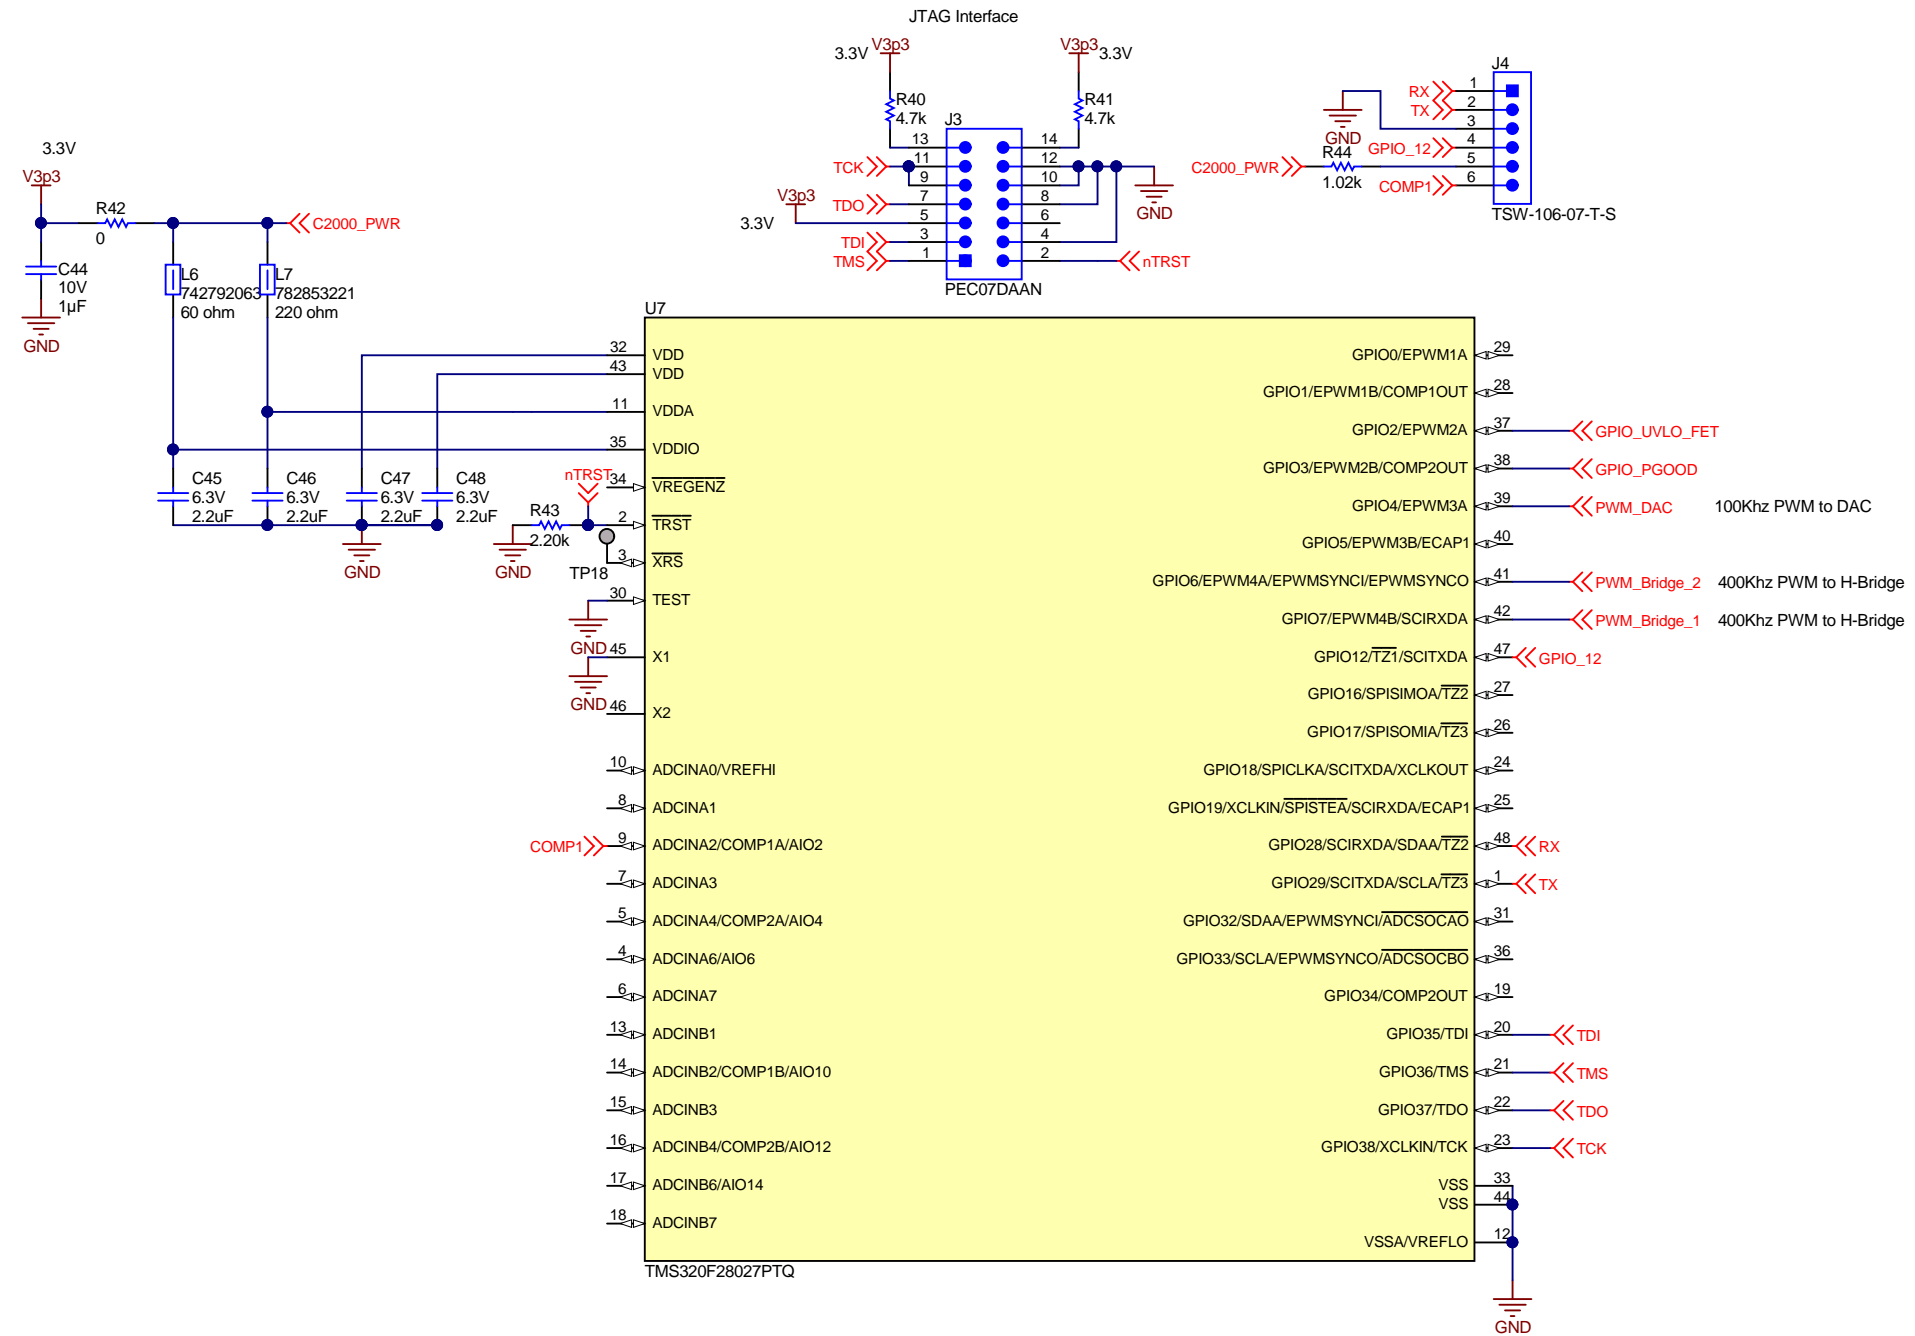 JTAG Interface
3.3V
V3p3
V3p3
3.3V
R40
4.7k
R41
4.7k
J3
13
11
9
7
5
3
1
14
12
10
8
6
4
2
TCK
TDO
V3p3
3.3V
TDI
TMS
GND
nTRST
PEC07DAAN
J4
RX
TX
1
2
3
4
5
6
GND
GPIO_12
C2000_PWR
R44
1.02k
COMP1
TSW-106-07-T-S
3.3V
V3p3
R42
0
C2000_PWR
C44
10V
1µF
GND
L6
742792063
60 ohm
L7
782853221
220 ohm
C45
6.3V
2.2uF
C46
6.3V
2.2uF
C47
6.3V
2.2uF
C48
6.3V
2.2uF
GND
nTRST
R43
2.20k
GND
TP18
GND
GND
COMP1
U7
32 VDD
43 VDD
11 VDDA
35 VDDIO
34 VREGENZ
2 TRST
3 XRS
30 TEST
45 X1
46 X2
10 ADCINA0/VREFHI
8 ADCINA1
9 ADCINA2/COMP1A/AIO2
7 ADCINA3
5 ADCINA4/COMP2A/AIO4
4 ADCINA6/AIO6
6 ADCINA7
13 ADCINB1
14 ADCINB2/COMP1B/AIO10
15 ADCINB3
16 ADCINB4/COMP2B/AIO12
17 ADCINB6/AIO14
18 ADCINB7
GPIO0/EPWM1A 29
GPIO1/EPWM1B/COMP1OUT 28
GPIO2/EPWM2A 37 GPIO_UVLO_FET
GPIO3/EPWM2B/COMP2OUT 38 GPIO_PGOOD
GPIO4/EPWM3A 39 PWM_DAC 100Khz PWM to DAC
GPIO5/EPWM3B/ECAP1 40
GPIO6/EPWM4A/EPWMSYNCI/EPWMSYNCO 41 PWM_Bridge_2 400Khz PWM to H-Bridge
GPIO7/EPWM4B/SCIRXDA 42 PWM_Bridge_1 400Khz PWM to H-Bridge
GPIO12/TZ1/SCITXDA 47 GPIO_12
GPIO16/SPISIMOA/TZ2 27
GPIO17/SPISOMIA/TZ3 26
GPIO18/SPICLKA/SCITXDA/XCLKOUT 24
GPIO19/XCLKIN/SPISTEA/SCIRXDA/ECAP1 25
GPIO28/SCIRXDA/SDAA/TZ2 48 RX
GPIO29/SCITXDA/SCLA/TZ3 1 TX
GPIO32/SDAA/EPWMSYNCI/ADCSOCAO 31
GPIO33/SCLA/EPWMSYNCO/ADCSOCBO 36
GPIO34/COMP2OUT 19
GPIO35/TDI 20 TDI
GPIO36/TMS 21 TMS
GPIO37/TDO 22 TDO
GPIO38/XCLKIN/TCK 23 TCK
VSS 33
VSS 44
VSSA/VREFLO 12
TMS320F28027PTQ
GND